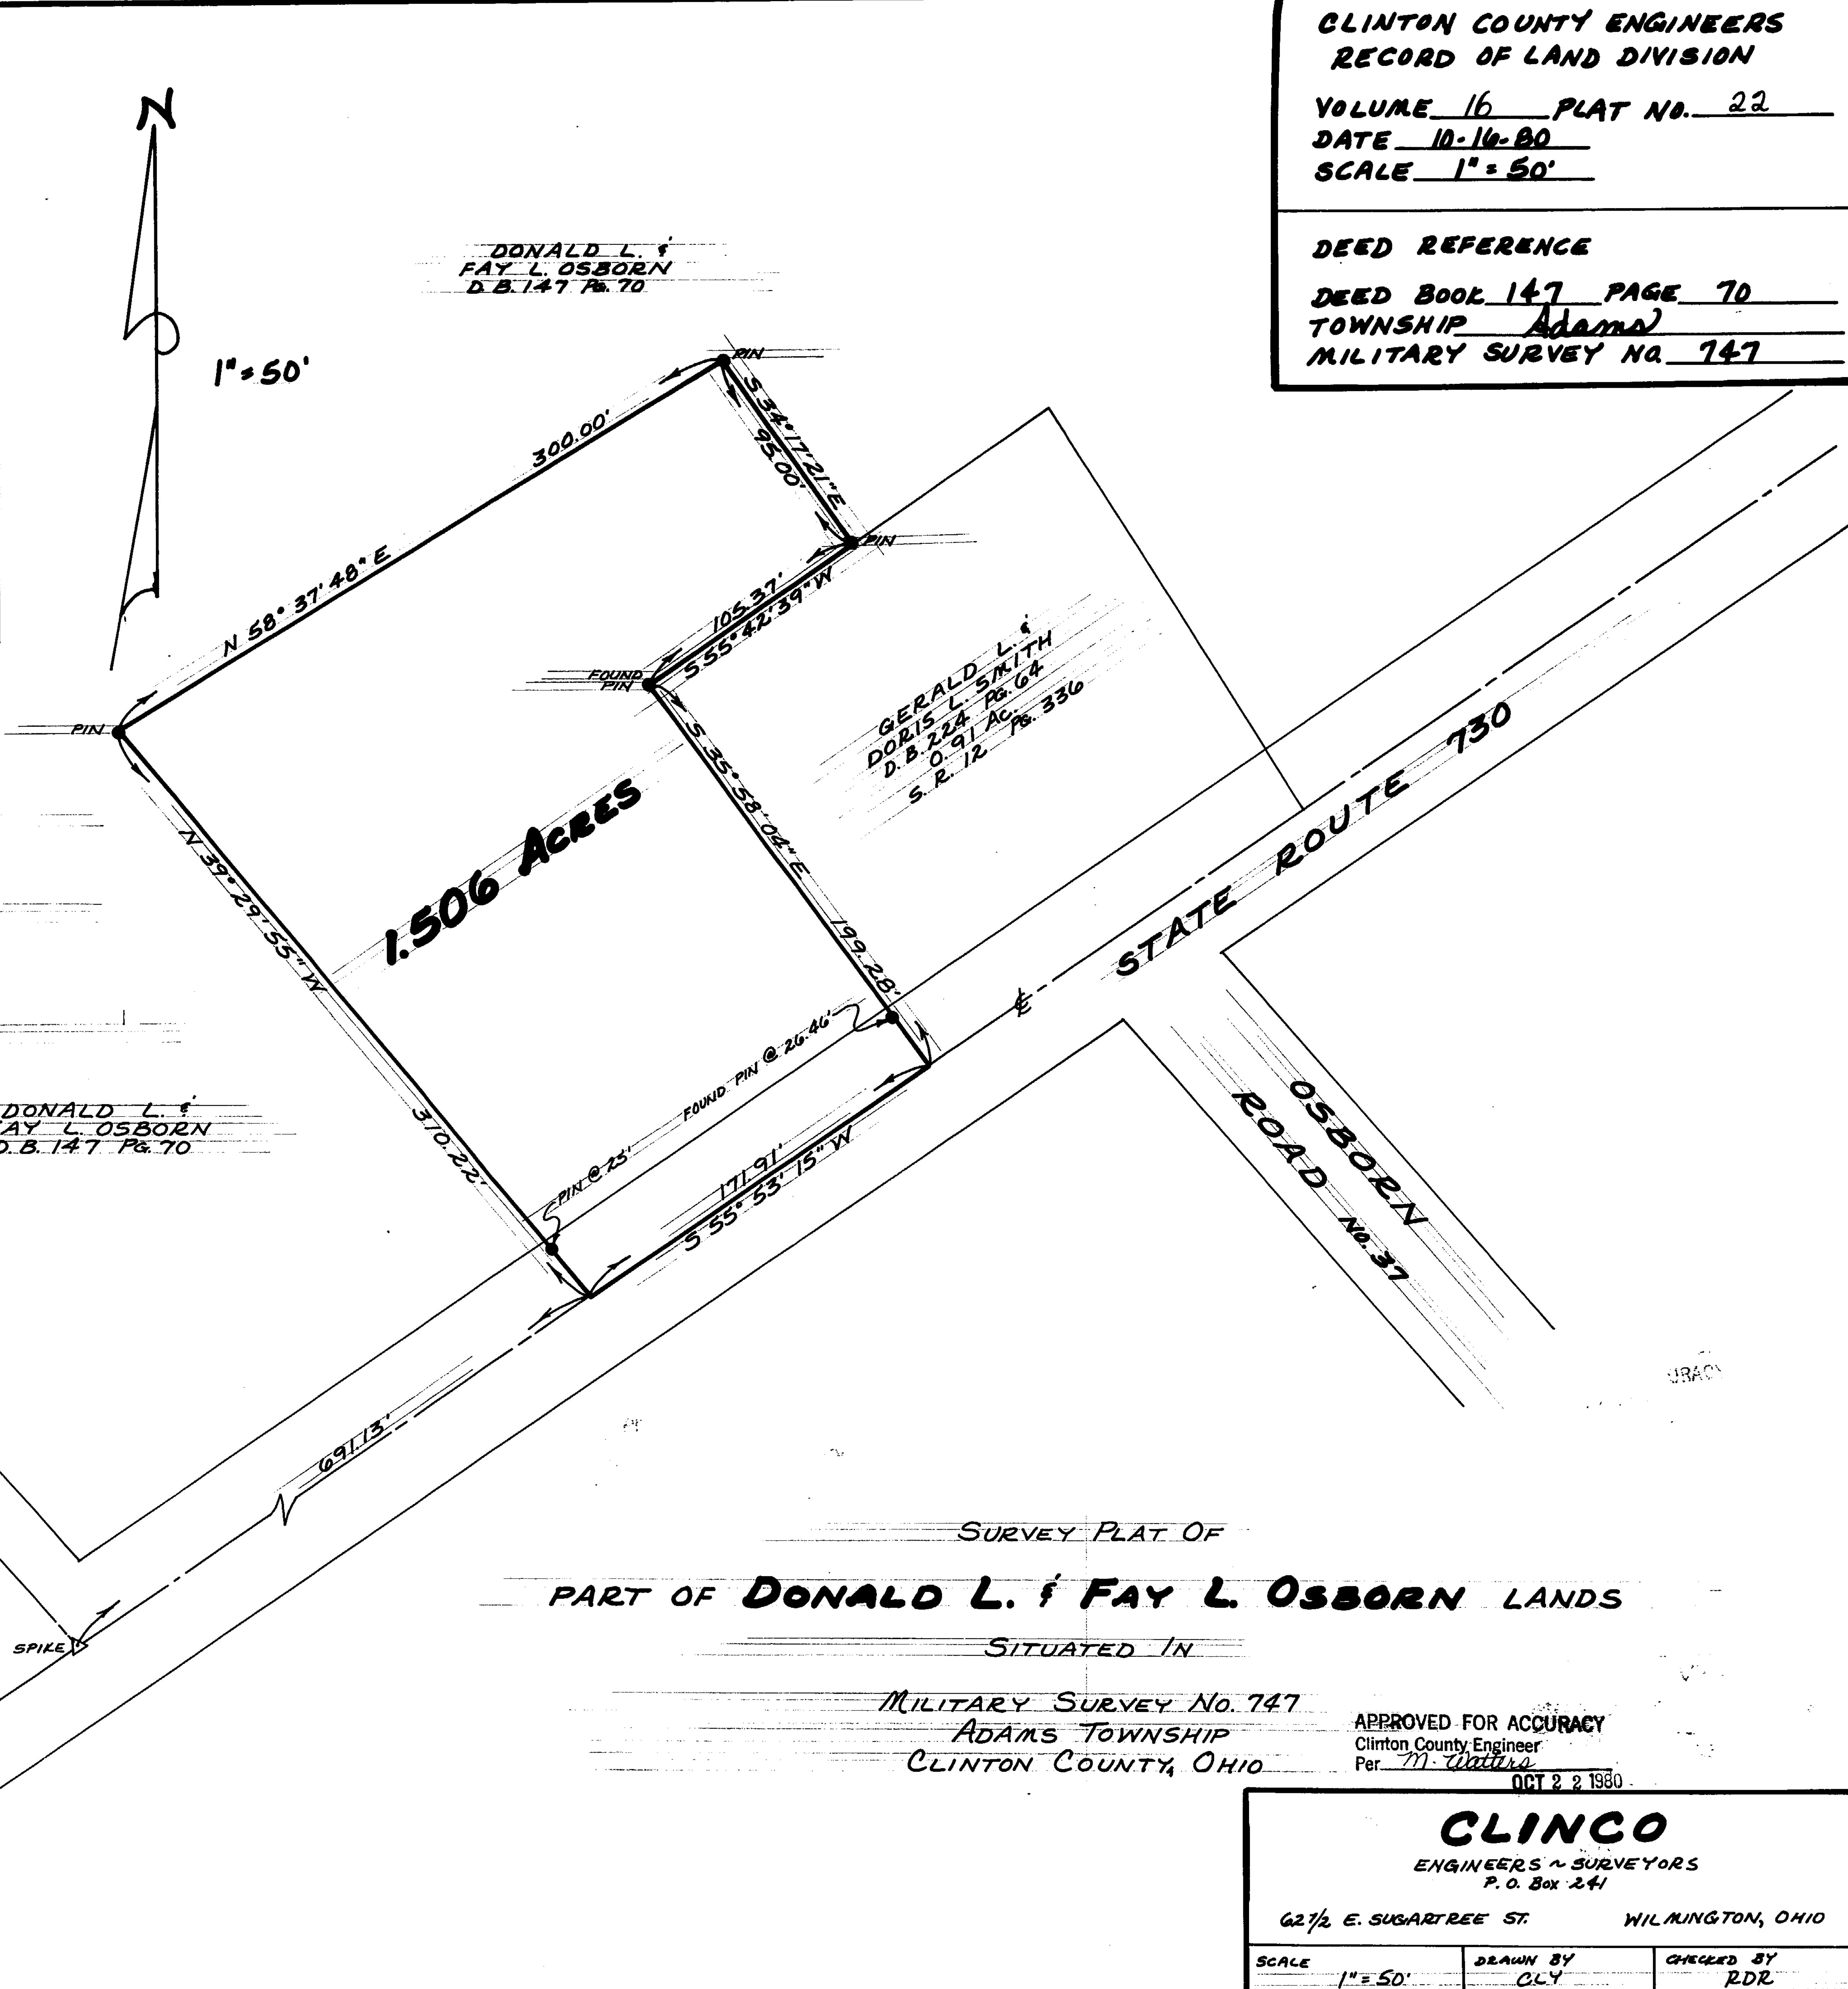 CLINTON COUNTY ENGINEERS
RECORD OF LAND DIVISION
VOLUME 16 PLAT NO. 22
DATE 10-16-80
SCALE 1" = 50'
DEED REFERENCE
DEED BOOK 147 PAGE 70
TOWNSHIP Adams
MILITARY SURVEY NO. 747
N
1" = 50'
DONALD L. &
FAY L. OSBORN
D.B. 147 PG. 70
PIN
S 34° 17' 21" E
95.00'
300.00'
N 58° 37' 48" E
PIN
105.37'
S 55° 42' 39" W
FOUND
PIN
PIN
GERALD L. &
DORIS L. SMITH
D.B. 224 PG. 64
0.91 AC.
S.R. 12 PG. 336
S 35° 58' 04" E
199.28'
1.506 ACRES
N 39° 29' 55" W
310.22'
STATE ROUTE 730
℄
FOUND PIN @ 26.46'
PIN @ 25'
171.91'
S 55° 53' 15" W
OSBORN
ROAD No. 37
DONALD L. &
AY L. OSBORN
D.B. 147 PG. 70
691.13'
SPIKE
URACY
SURVEY PLAT OF
PART OF DONALD L. & FAY L. OSBORN LANDS
SITUATED IN
MILITARY SURVEY NO. 747
ADAMS TOWNSHIP
CLINTON COUNTY, OHIO
APPROVED FOR ACCURACY
Clinton County Engineer
Per M. Watters
OCT 22 1980
CLINCO
ENGINEERS ~ SURVEYORS
P.O. BOX 241
62 1/2 E. SUGARTREE ST. WILMINGTON, OHIO
SCALE 1" = 50'
DRAWN BY CLY
CHECKED BY RDR